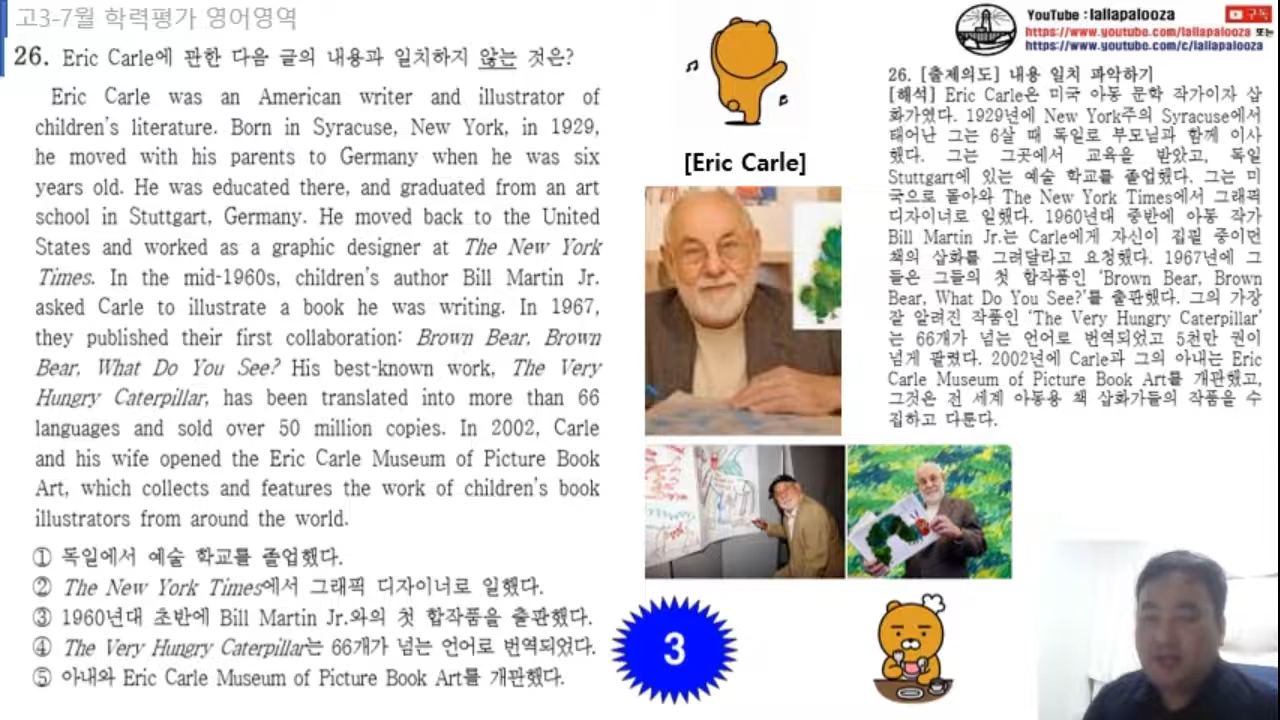 고3-7월 학력평가 영어영역
26. Eric Carle에 관한 다음 글의 내용과 일치하지 않는 것은?
Eric Carle was an American writer and illustrator of
children's literature. Born in Syracuse, New York, in 1929,
he moved with his parents to Germany when he was six
years old. He was educated there, and graduated from an art
school in Stuttgart, Germany. He moved back to the United
States and worked as a graphic designer at The New York
Times. In the mid-1960s, children's author Bill Martin Jr.
asked Carle to illustrate a book he was writing. In 1967,
they published their first collaboration: Brown Bear, Brown
Bear, What Do You See? His best-known work, The Very
Hungry Caterpillar, has been translated into more than 66
languages and sold over 50 million copies. In 2002, Carle
and his wife opened the Eric Carle Museum of Picture Book
Art, which collects and features the work of children's book
illustrators from around the world.
① 독일에서 예술 학교를 졸업했다.
② The New York Times에서 그래픽 디자이너로 일했다.
③ 1960년대 초반에 Bill Martin Jr.와의 첫 합작품을 출판했다.
④ The Very Hungry Caterpillar는 66개가 넘는 언어로 번역되었다.
⑤ 아내와 Eric Carle Museum of Picture Book Art를 개관했다.
[Eric Carle]
3
YouTube : lallapalooza
구독
https://www.youtube.com/lallapalooza 또는
https://www.youtube.com/c/lallapalooza
26. [출제의도] 내용 일치 파악하기
[해석] Eric Carle은 미국 아동 문학 작가이자 삽
화가였다. 1929년에 New York주의 Syracuse에서
태어난 그는 6살 때 독일로 부모님과 함께 이사
했다. 그는 그곳에서 교육을 받았고, 독일
Stuttgart에 있는 예술 학교를 졸업했다. 그는 미
국으로 돌아와 The New York Times에서 그래픽
디자이너로 일했다. 1960년대 중반에 아동 작가
Bill Martin Jr.는 Carle에게 자신이 집필 중이던
책의 삽화를 그려달라고 요청했다. 1967년에 그
들은 그들의 첫 합작품인 'Brown Bear, Brown
Bear, What Do You See?'를 출판했다. 그의 가장
잘 알려진 작품인 'The Very Hungry Caterpillar'
는 66개가 넘는 언어로 번역되었고 5천만 권이
넘게 팔렸다. 2002년에 Carle과 그의 아내는 Eric
Carle Museum of Picture Book Art를 개관했고,
그것은 전 세계 아동용 책 삽화가들의 작품을 수
집하고 다룬다.